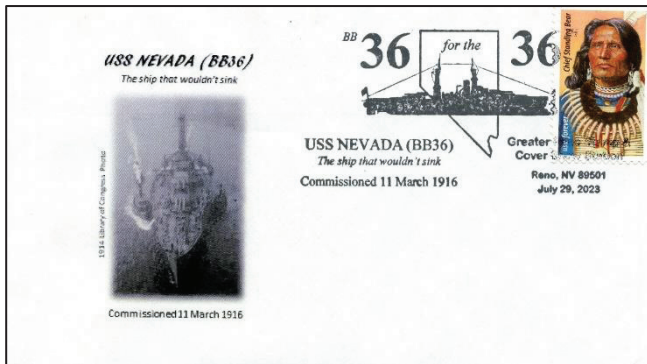 USS NEVADA (BB36)
The ship that wouldn't sink
1914 Library of Congress Photo
Commissioned 11 March 1916
BB 36 for the 36
USS NEVADA (BB36)
The ship that wouldn't sink
Commissioned 11 March 1916
Greater
Cover
Reno, NV 89501
July 29, 2023
Chief Standing Bear
forever